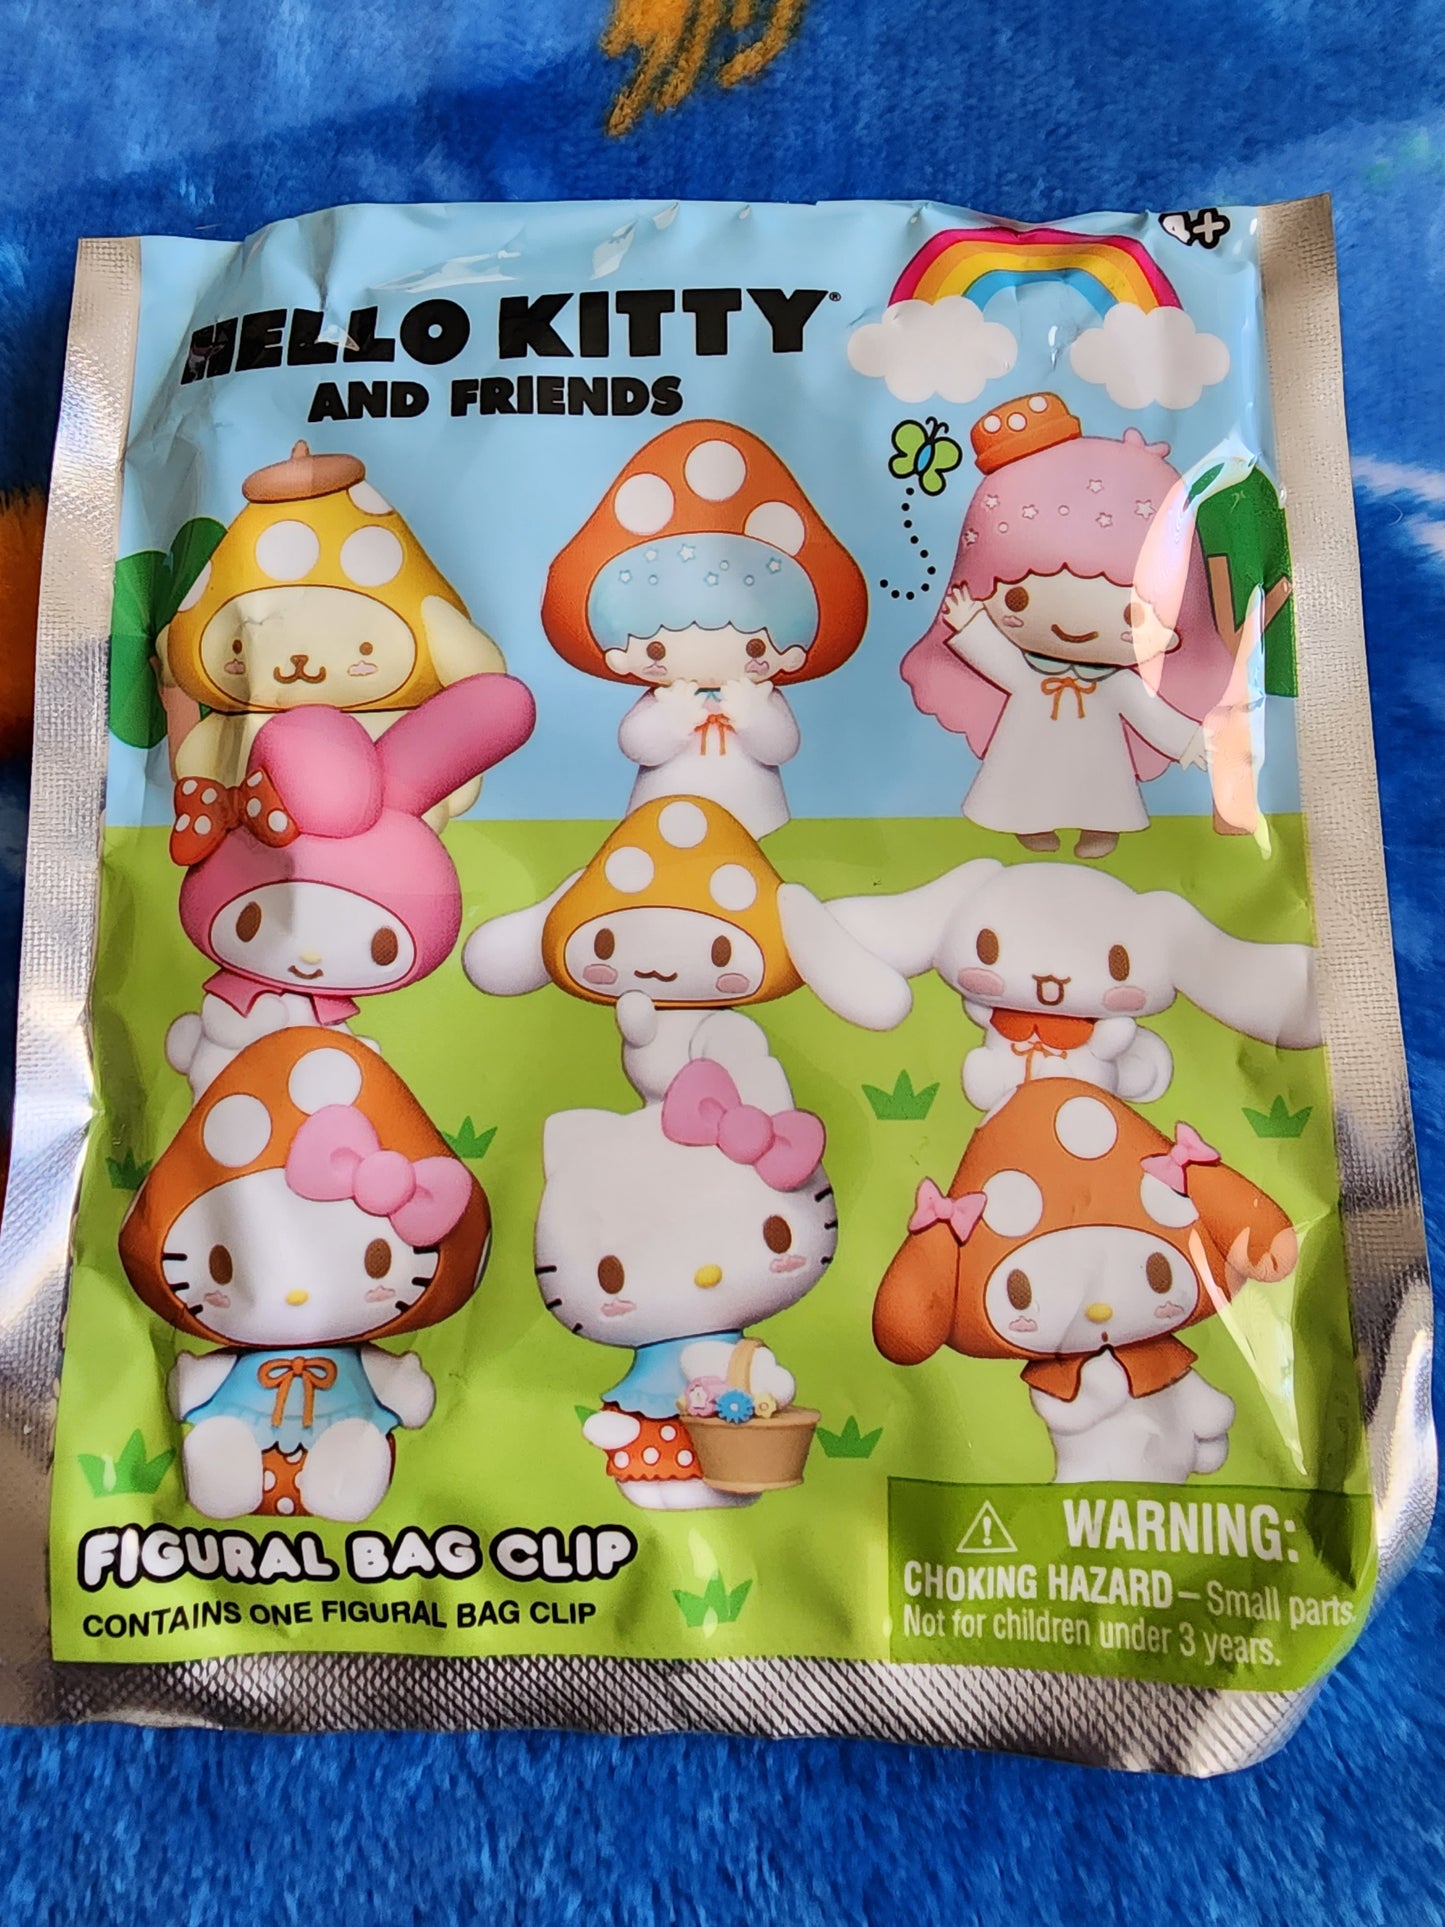 4+
HELLO KITTY®
AND FRIENDS
FIGURAL BAG CLIP
CONTAINS ONE FIGURAL BAG CLIP
WARNING:
CHOKING HAZARD – Small parts.
Not for children under 3 years.